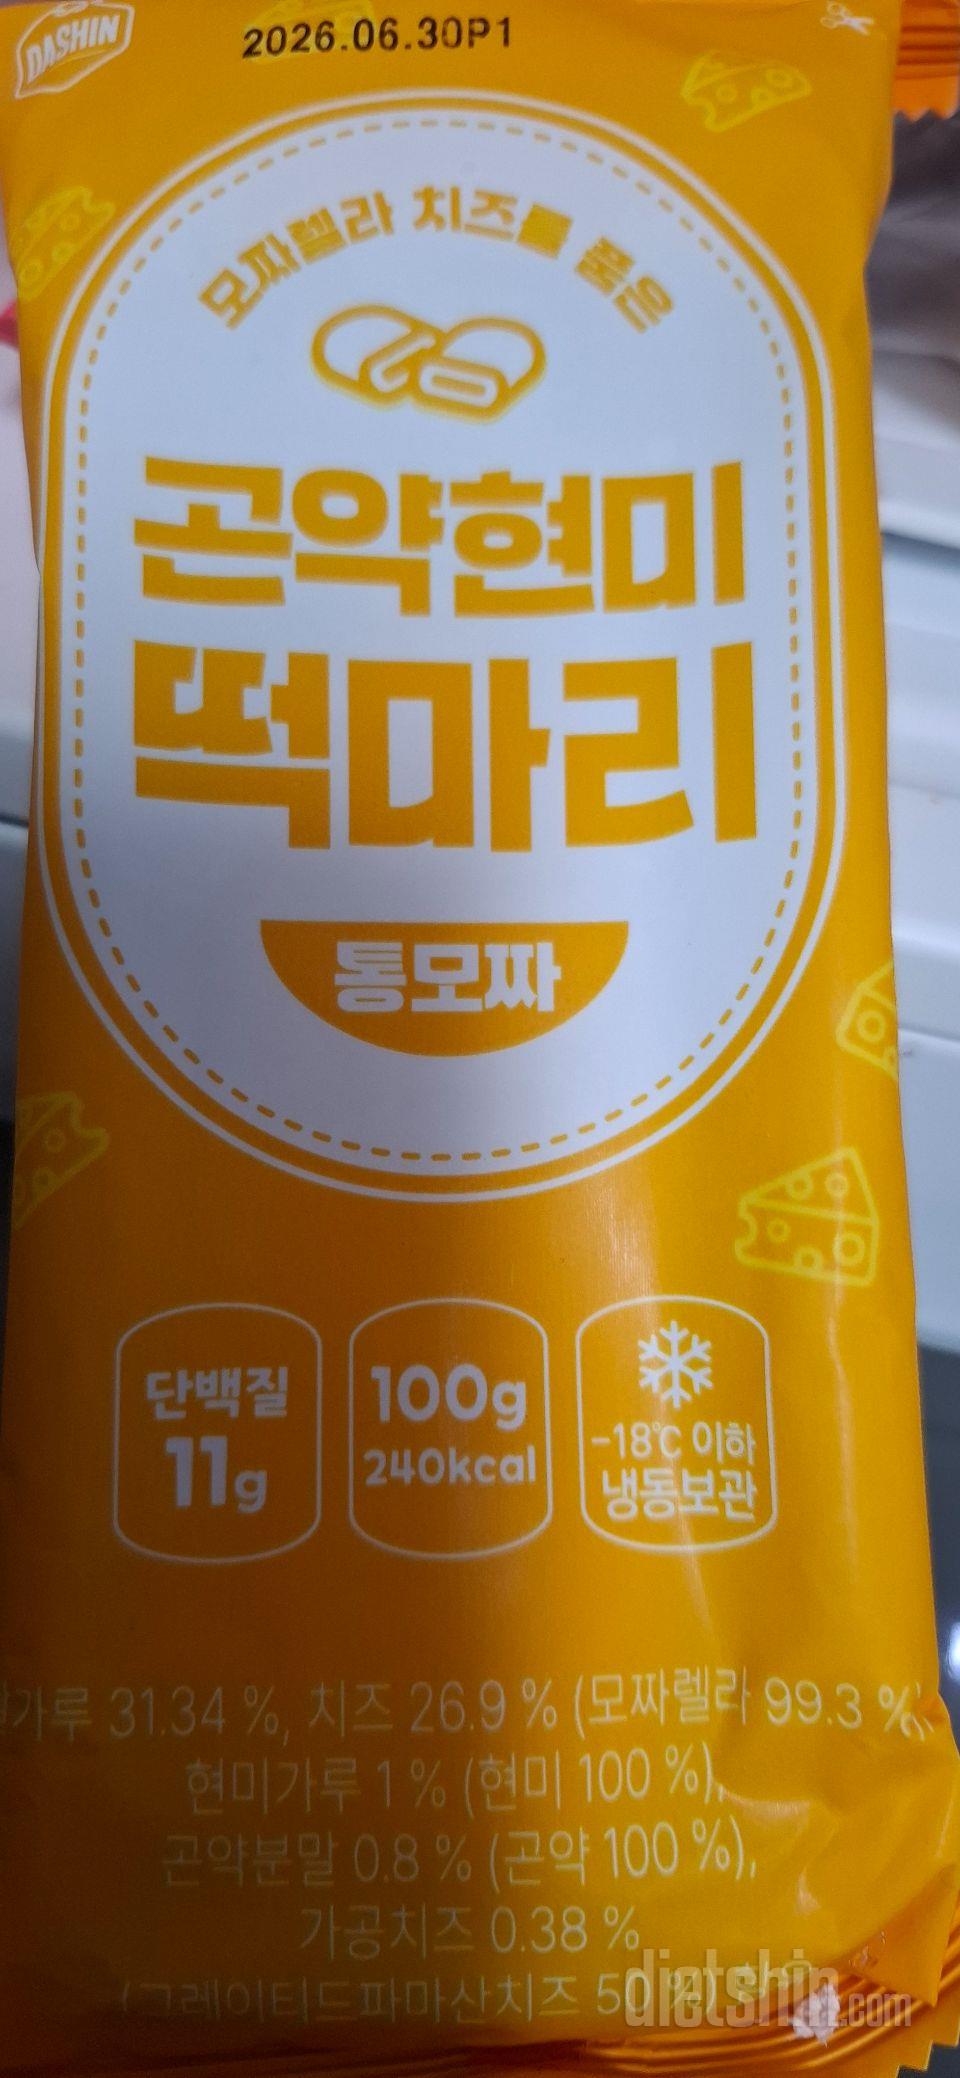 DASHIN
2026.06.30P1
모짜렐라 치즈를 품은
곤약현미
떡마리
통모짜
단백질
11g
100g
240kcal
-18℃ 이하
냉동보관
가루 31.34 %, 치즈 26.9 % (모짜렐라 99.3 %),
현미가루 1 % (현미 100 %),
곤약분말 0.8 % (곤약 100 %),
가공치즈 0.38 %
(그레이티드파마산치즈 50 %)
dietshin.com